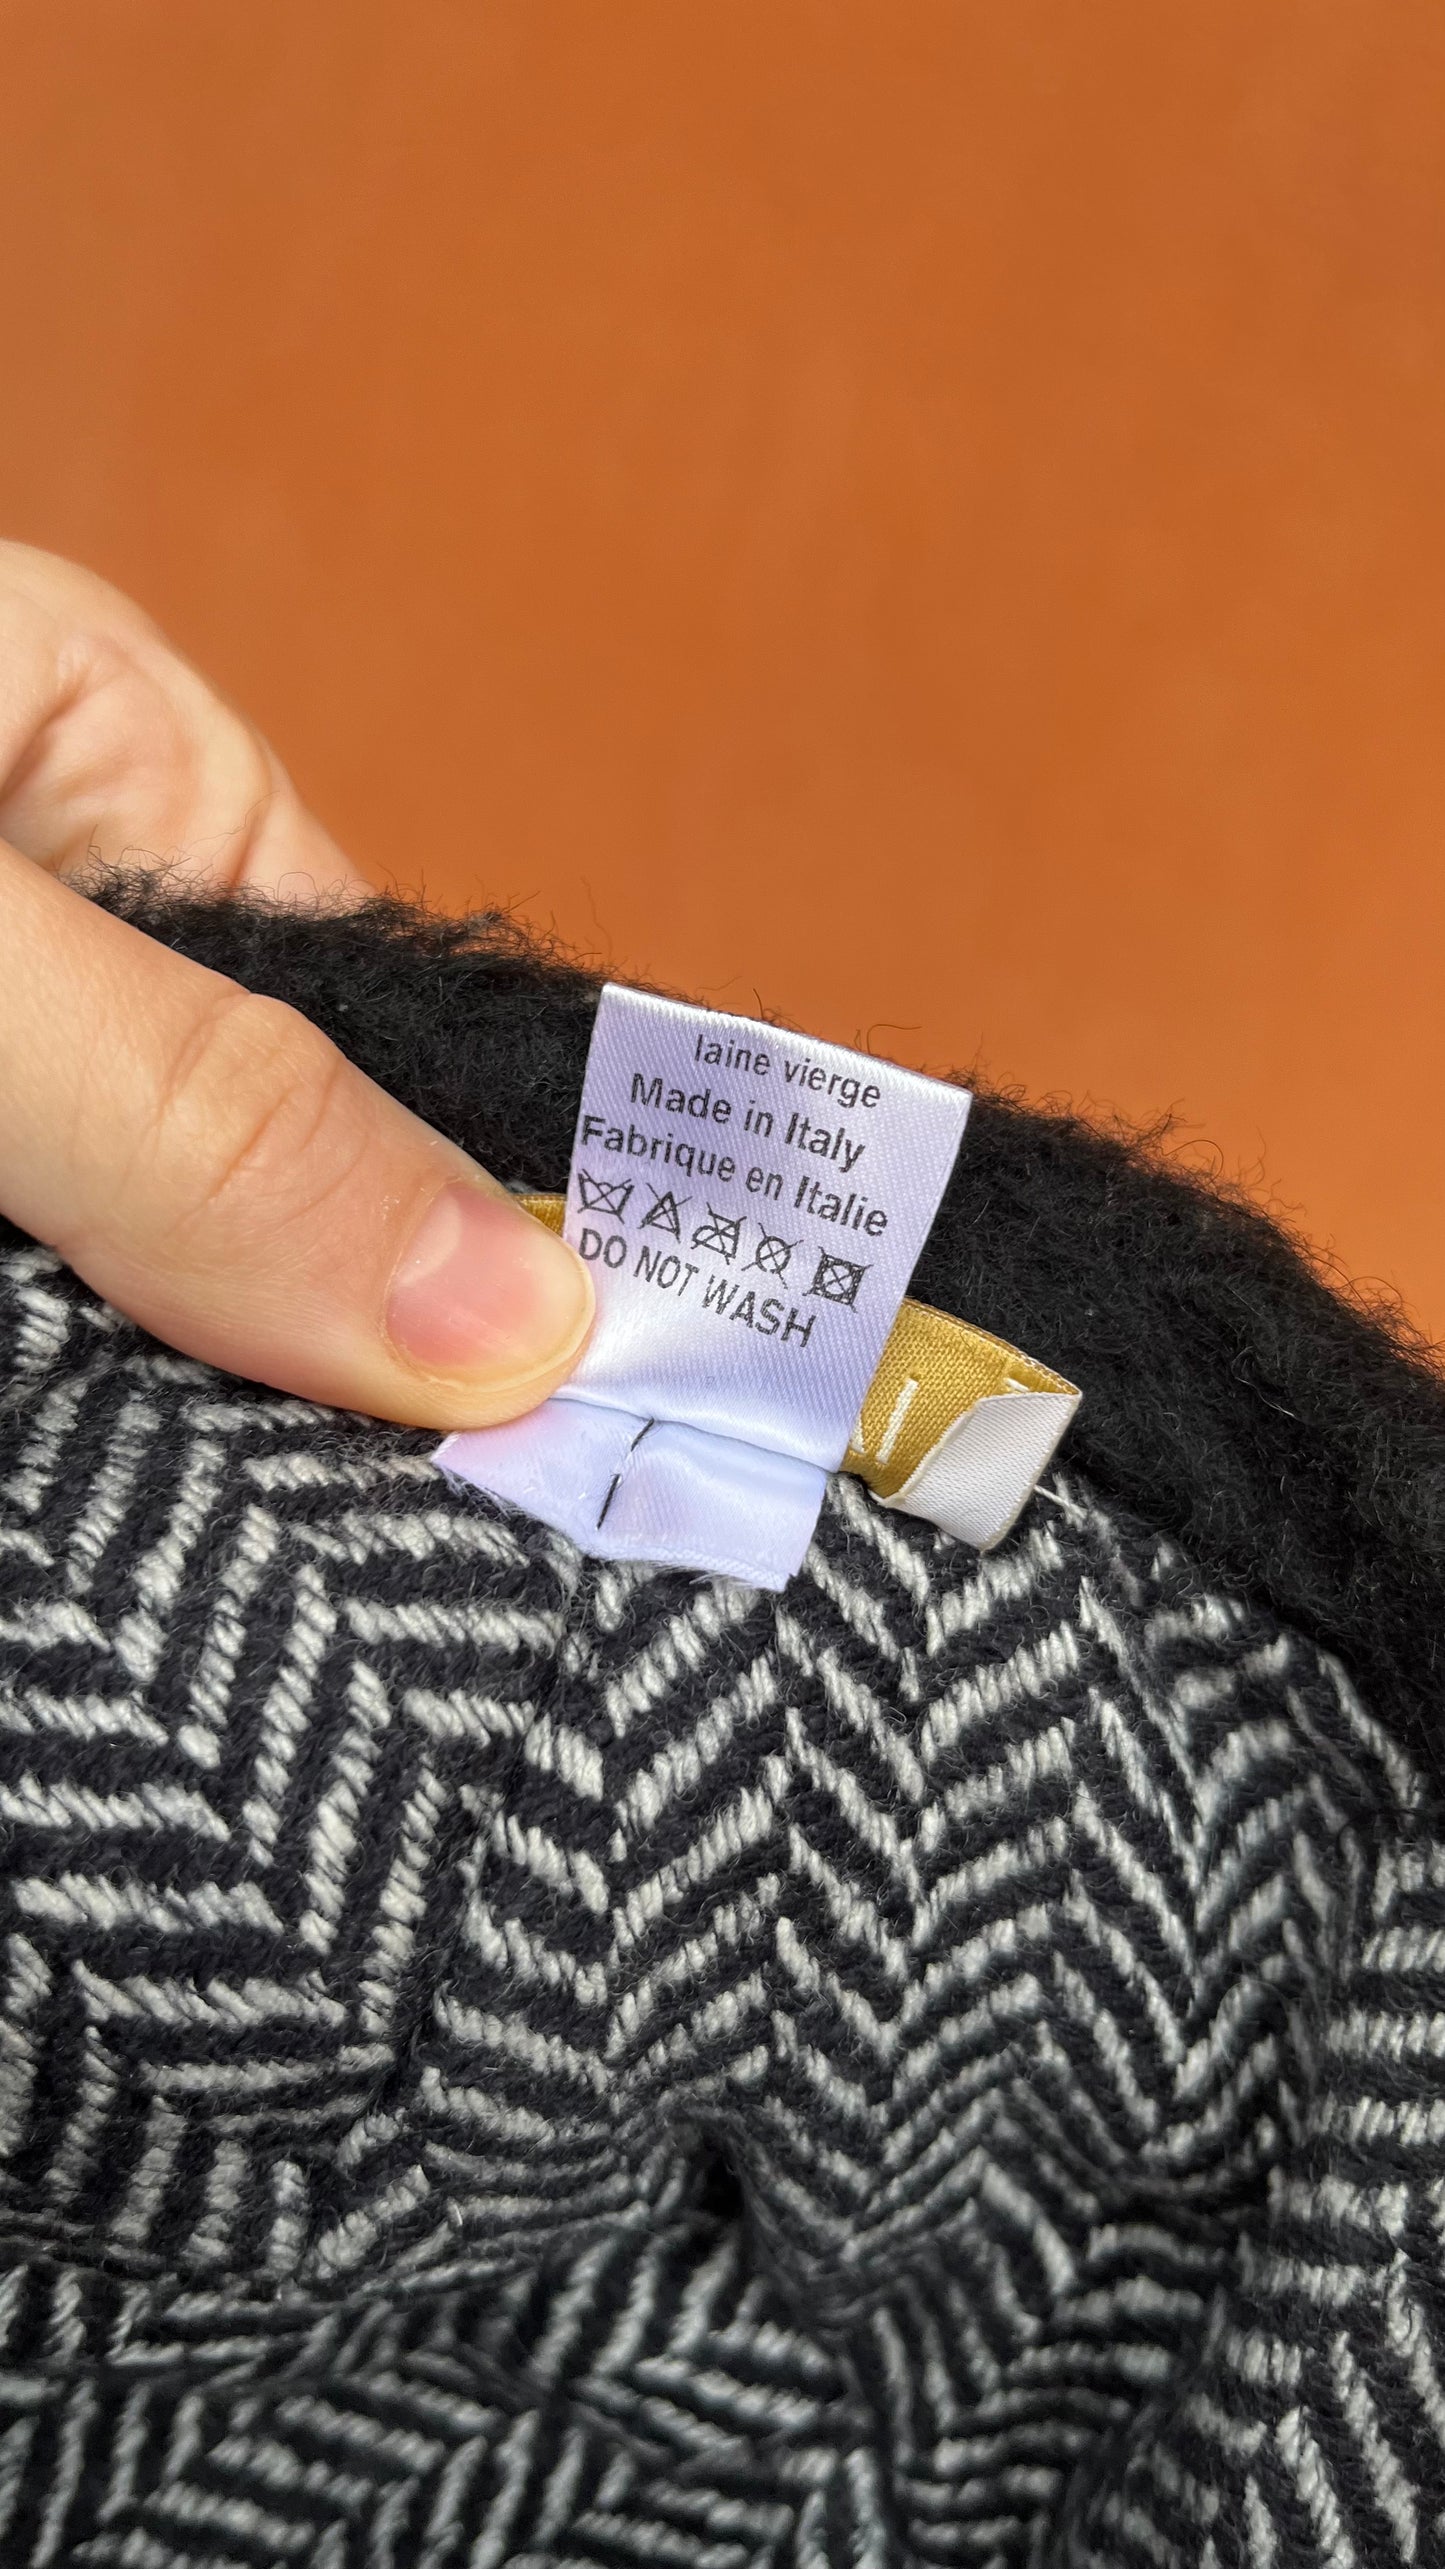 laine vierge
Made in Italy
Fabrique en Italie
DO NOT WASH